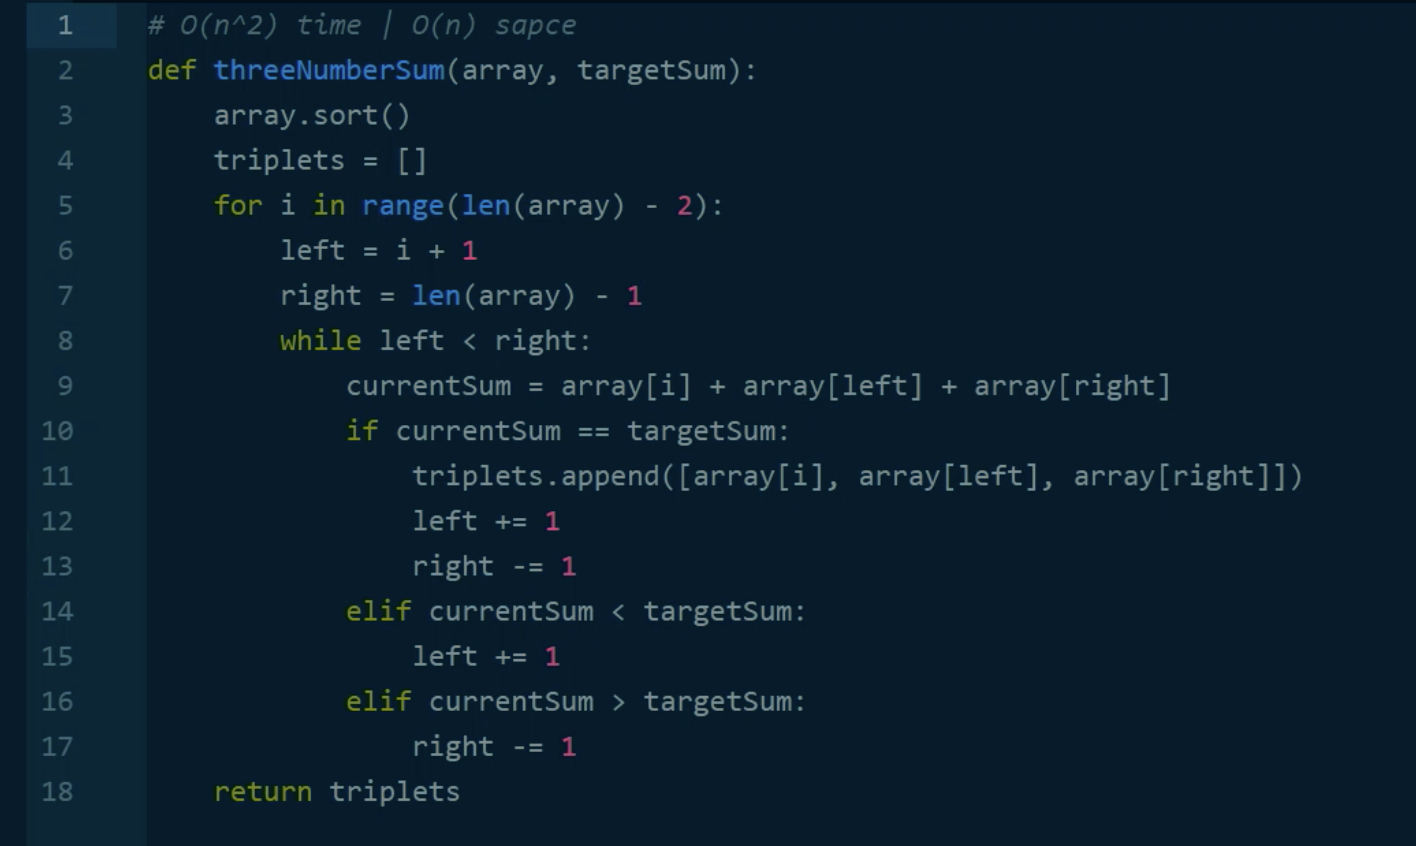 1 # O(n^2) time | O(n) sapce
2 def threeNumberSum(array, targetSum):
3     array.sort()
4     triplets = []
5     for i in range(len(array) - 2):
6         left = i + 1
7         right = len(array) - 1
8         while left < right:
9             currentSum = array[i] + array[left] + array[right]
10             if currentSum == targetSum:
11                 triplets.append([array[i], array[left], array[right]])
12                 left += 1
13                 right -= 1
14             elif currentSum < targetSum:
15                 left += 1
16             elif currentSum > targetSum:
17                 right -= 1
18     return triplets